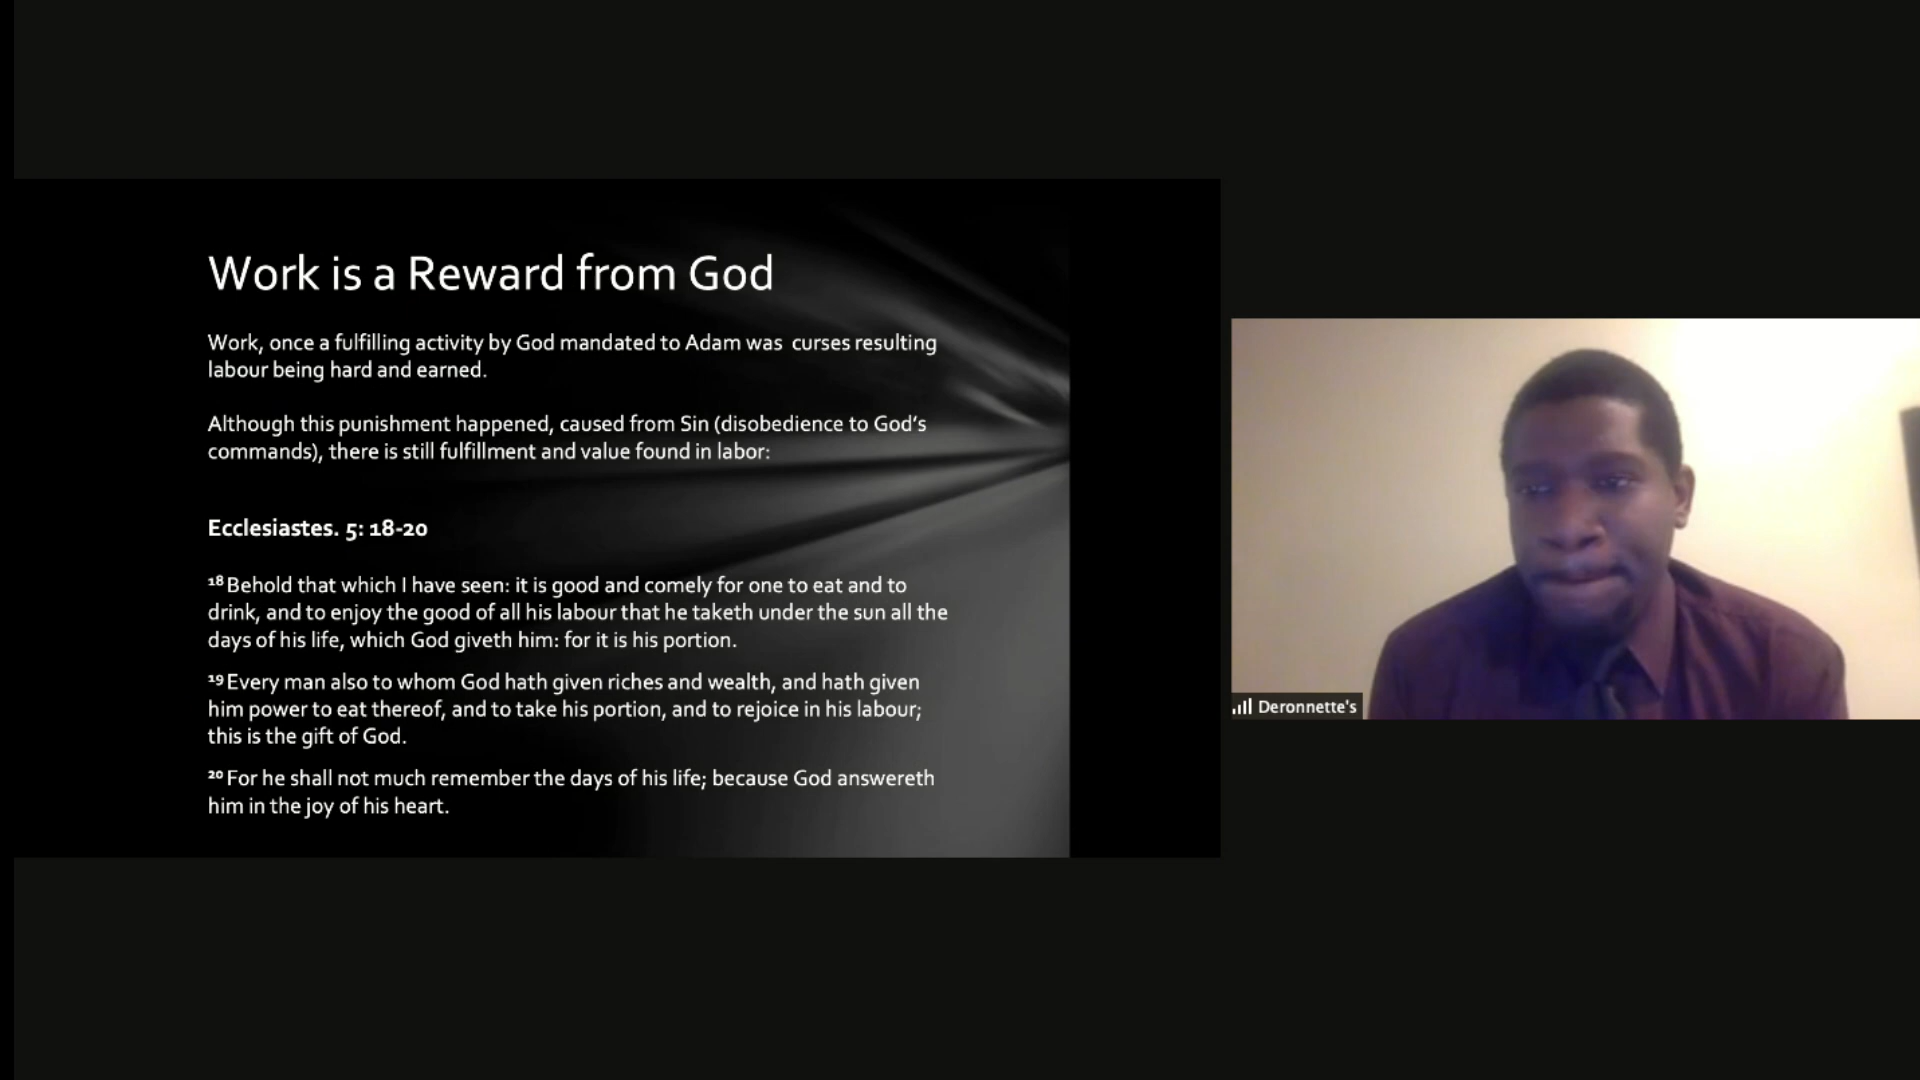 Work is a Reward from God
Work, once a fulfilling activity by God mandated to Adam was  curses resulting
labour being hard and earned.
Although this punishment happened, caused from Sin (disobedience to God's
commands), there is still fulfillment and value found in labor:
Ecclesiastes. 5: 18-20
18 Behold that which I have seen: it is good and comely for one to eat and to
drink, and to enjoy the good of all his labour that he taketh under the sun all the
days of his life, which God giveth him: for it is his portion.
19 Every man also to whom God hath given riches and wealth, and hath given
him power to eat thereof, and to take his portion, and to rejoice in his labour;
this is the gift of God.
20 For he shall not much remember the days of his life; because God answereth
him in the joy of his heart.
Deronnette's